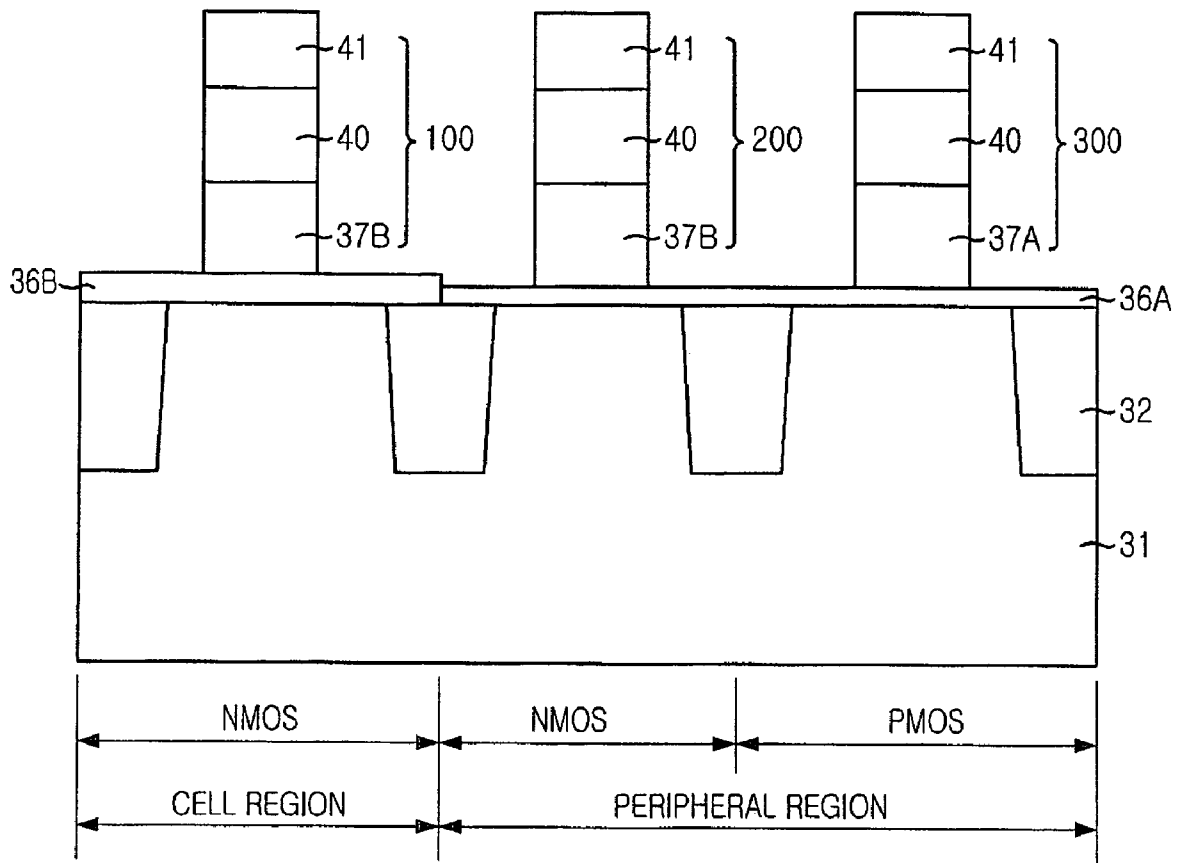 41 41 41
40 100 40 200 40 300
37B 37B 37A
36B 36A
32
31
NMOS NMOS PMOS
CELL REGION PERIPHERAL REGION